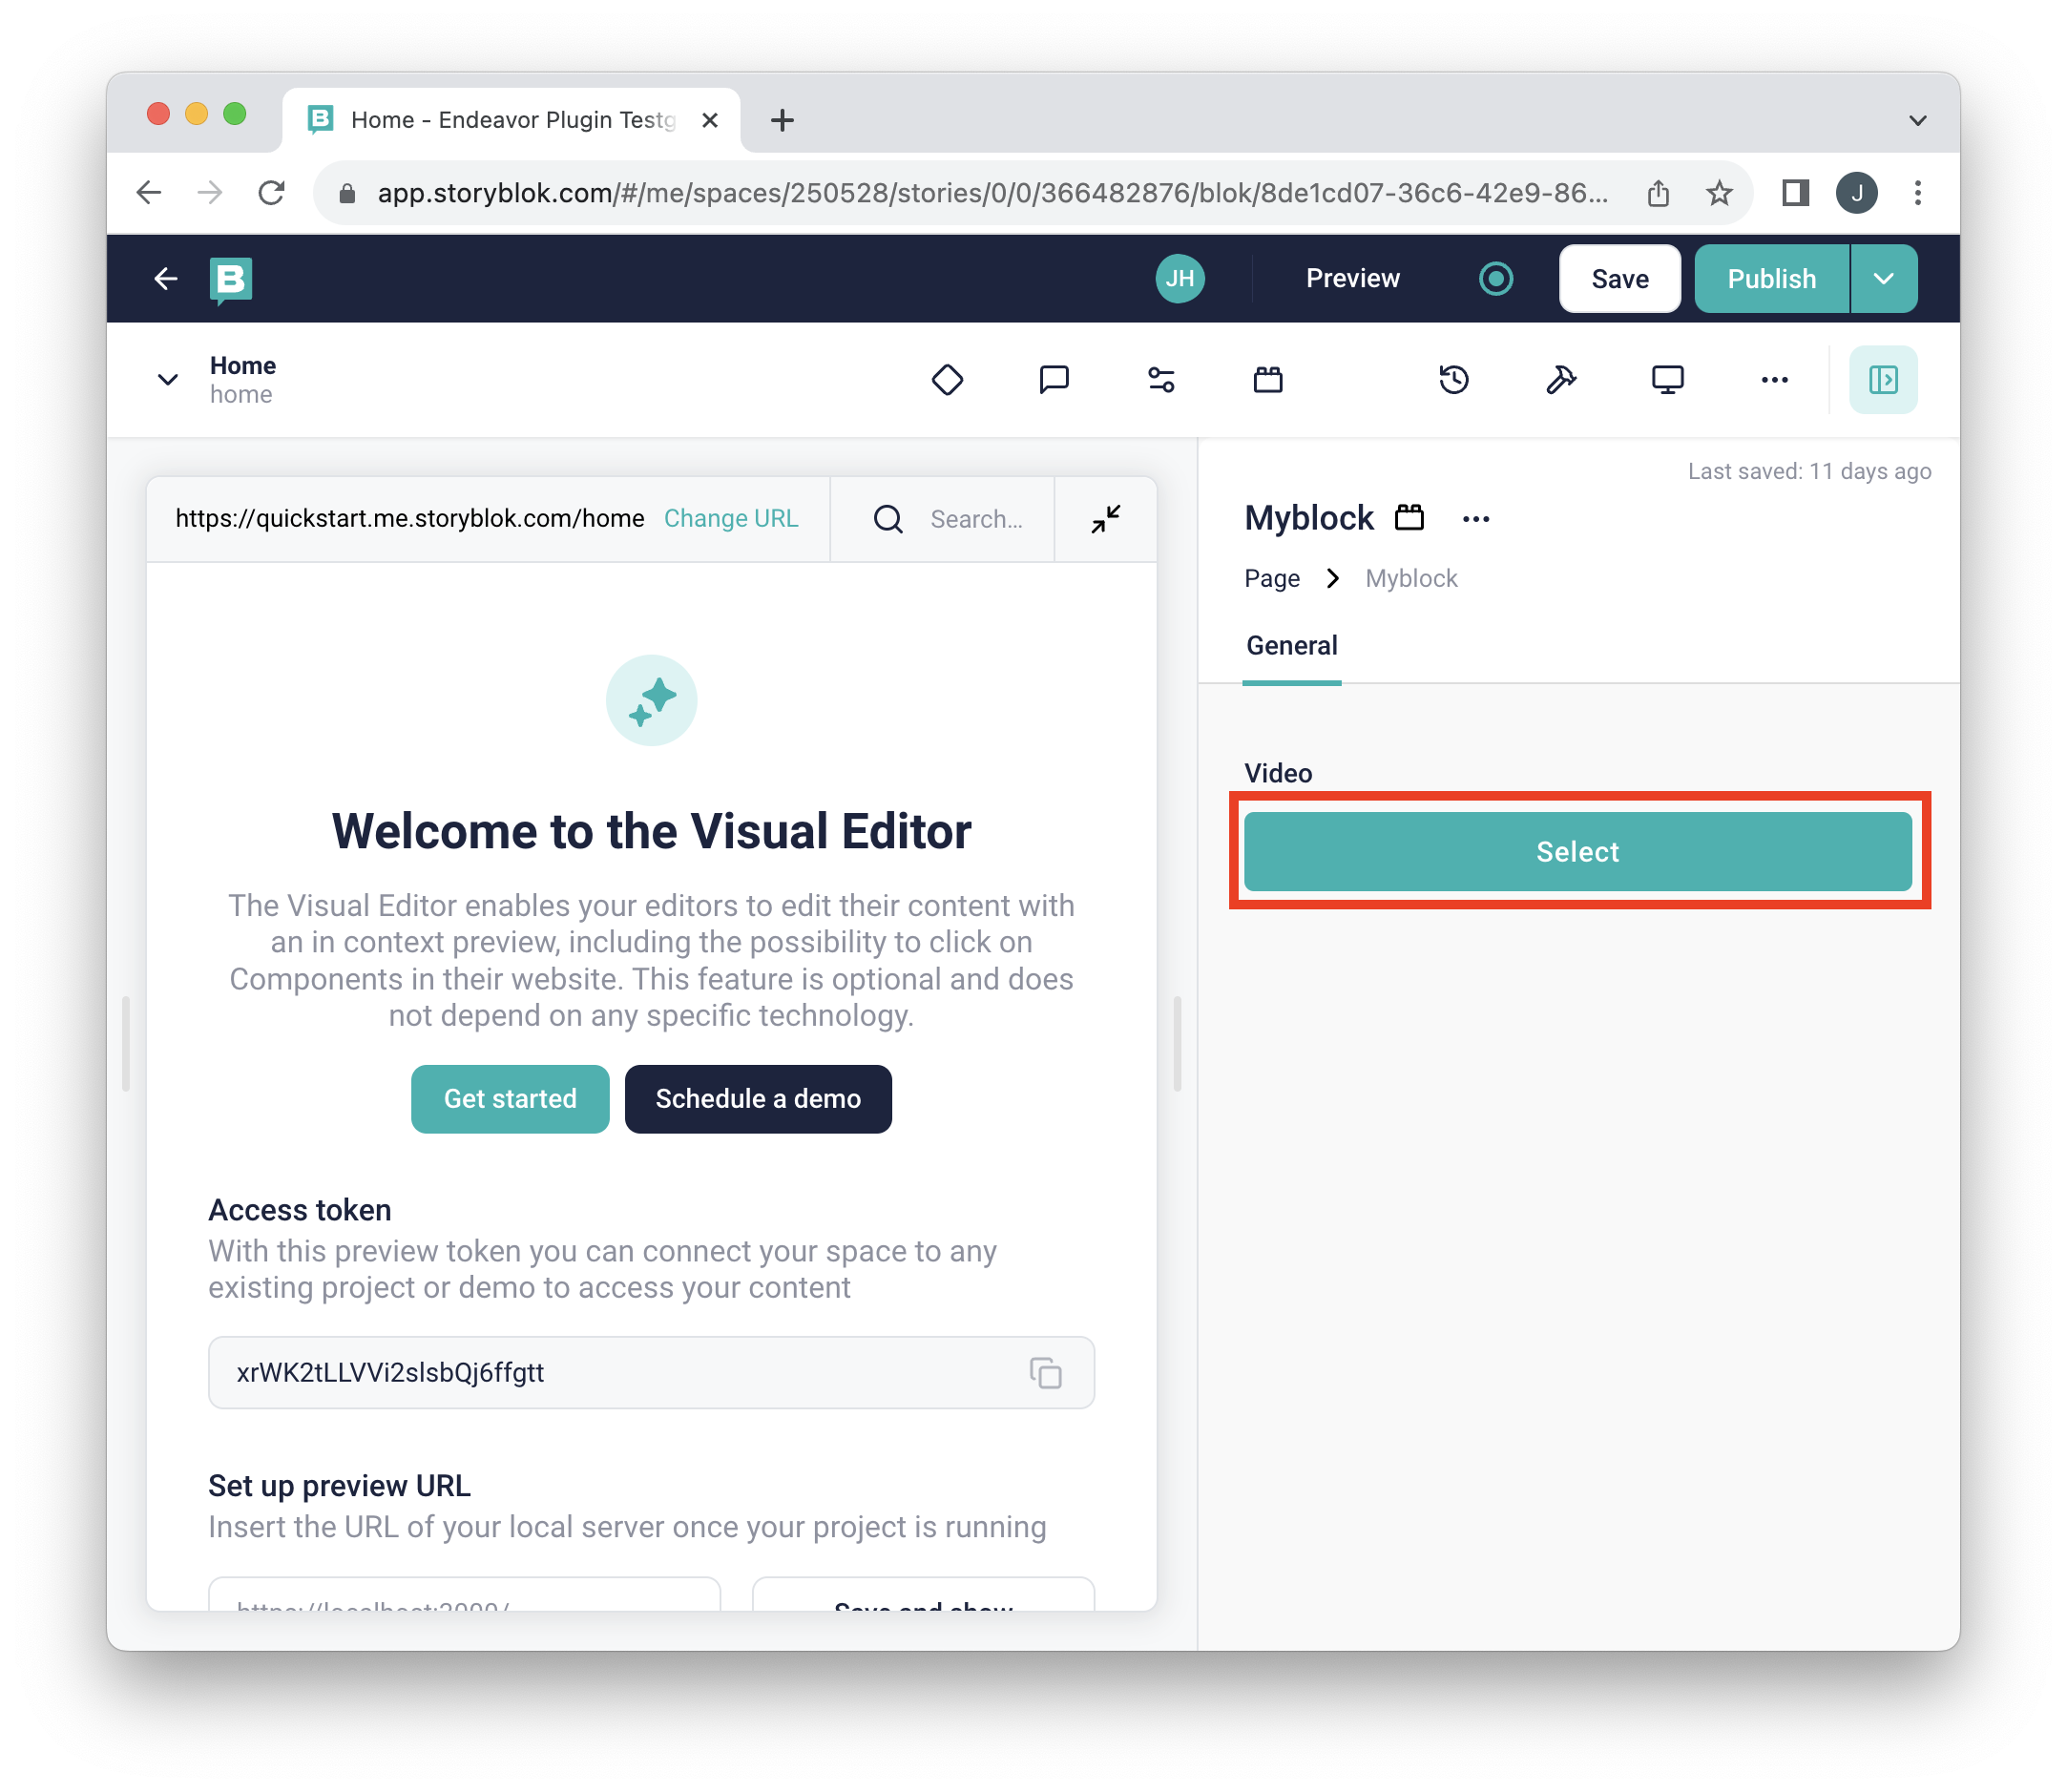 Home - Endeavor Plugin Testg
app.storyblok.com/#/me/spaces/250528/stories/0/0/366482876/blok/8de1cd07-36c6-42e9-86...
J
JH
Preview
Save
Publish
Home
home
Last saved: 11 days ago
https://quickstart.me.storyblok.com/home
Change URL
Search...
Myblock
Page
Myblock
General
Video
Select
Welcome to the Visual Editor
The Visual Editor enables your editors to edit their content with
an in context preview, including the possibility to click on
Components in their website. This feature is optional and does
not depend on any specific technology.
Get started
Schedule a demo
Access token
With this preview token you can connect your space to any
existing project or demo to access your content
xrWK2tLLVVi2slsbQj6ffgtt
Set up preview URL
Insert the URL of your local server once your project is running
https://localhost:3000/
Save and show